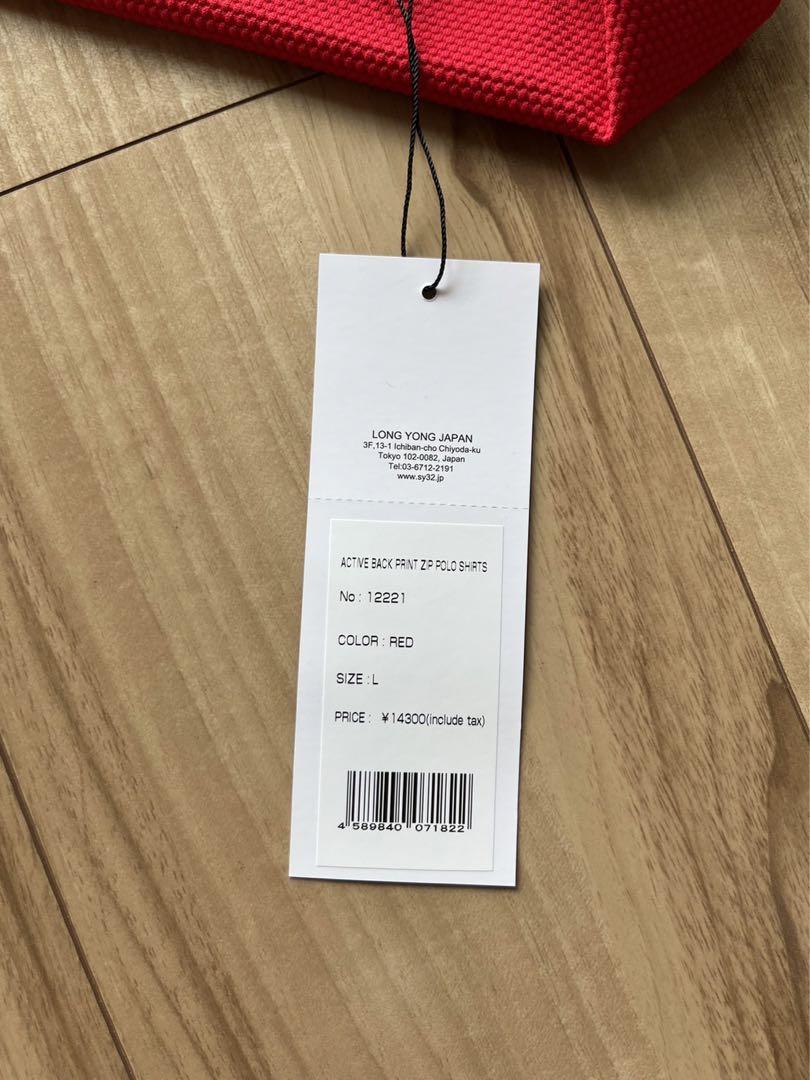 LONG YONG JAPAN
3F,13-1 Ichiban-cho Chiyoda-ku
Tokyo 102-0082, Japan
Tel:03-6712-2191
www.sy32.jp
ACTIVE BACK PRINT ZIP POLO SHIRTS
No : 12221
COLOR : RED
SIZE : L
PRICE : ¥14300(include tax)
4 589840 071822